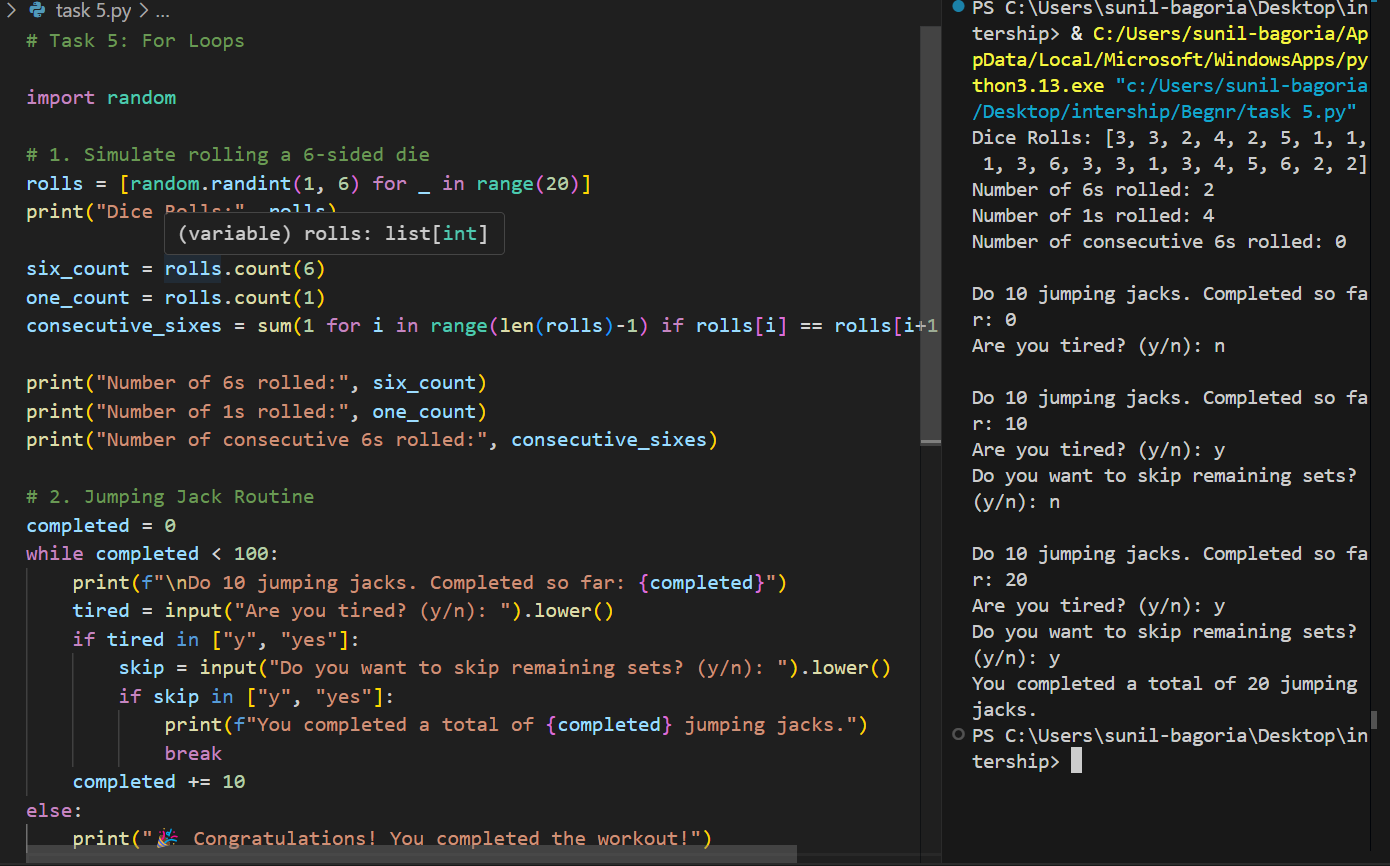 task 5.py > ...
# Task 5: For Loops
import random
# 1. Simulate rolling a 6-sided die
rolls = [random.randint(1, 6) for _ in range(20)]
print("Dice Rolls:", rolls)
(variable) rolls: list[int]
six_count = rolls.count(6)
one_count = rolls.count(1)
consecutive_sixes = sum(1 for i in range(len(rolls)-1) if rolls[i] == rolls[i+1
print("Number of 6s rolled:", six_count)
print("Number of 1s rolled:", one_count)
print("Number of consecutive 6s rolled:", consecutive_sixes)
# 2. Jumping Jack Routine
completed = 0
while completed < 100:
    print(f"\nDo 10 jumping jacks. Completed so far: {completed}")
    tired = input("Are you tired? (y/n): ").lower()
    if tired in ["y", "yes"]:
        skip = input("Do you want to skip remaining sets? (y/n): ").lower()
        if skip in ["y", "yes"]:
            print(f"You completed a total of {completed} jumping jacks.")
            break
    completed += 10
else:
    print("🎉 Congratulations! You completed the workout!")
PS C:\Users\sunil-bagoria\Desktop\in
tership> & C:/Users/sunil-bagoria/Ap
pData/Local/Microsoft/WindowsApps/py
thon3.13.exe "c:/Users/sunil-bagoria
/Desktop/intership/Begnr/task 5.py"
Dice Rolls: [3, 3, 2, 4, 2, 5, 1, 1,
 1, 3, 6, 3, 3, 1, 3, 4, 5, 6, 2, 2]
Number of 6s rolled: 2
Number of 1s rolled: 4
Number of consecutive 6s rolled: 0
Do 10 jumping jacks. Completed so fa
r: 0
Are you tired? (y/n): n
Do 10 jumping jacks. Completed so fa
r: 10
Are you tired? (y/n): y
Do you want to skip remaining sets?
(y/n): n
Do 10 jumping jacks. Completed so fa
r: 20
Are you tired? (y/n): y
Do you want to skip remaining sets?
(y/n): y
You completed a total of 20 jumping
jacks.
PS C:\Users\sunil-bagoria\Desktop\in
tership>